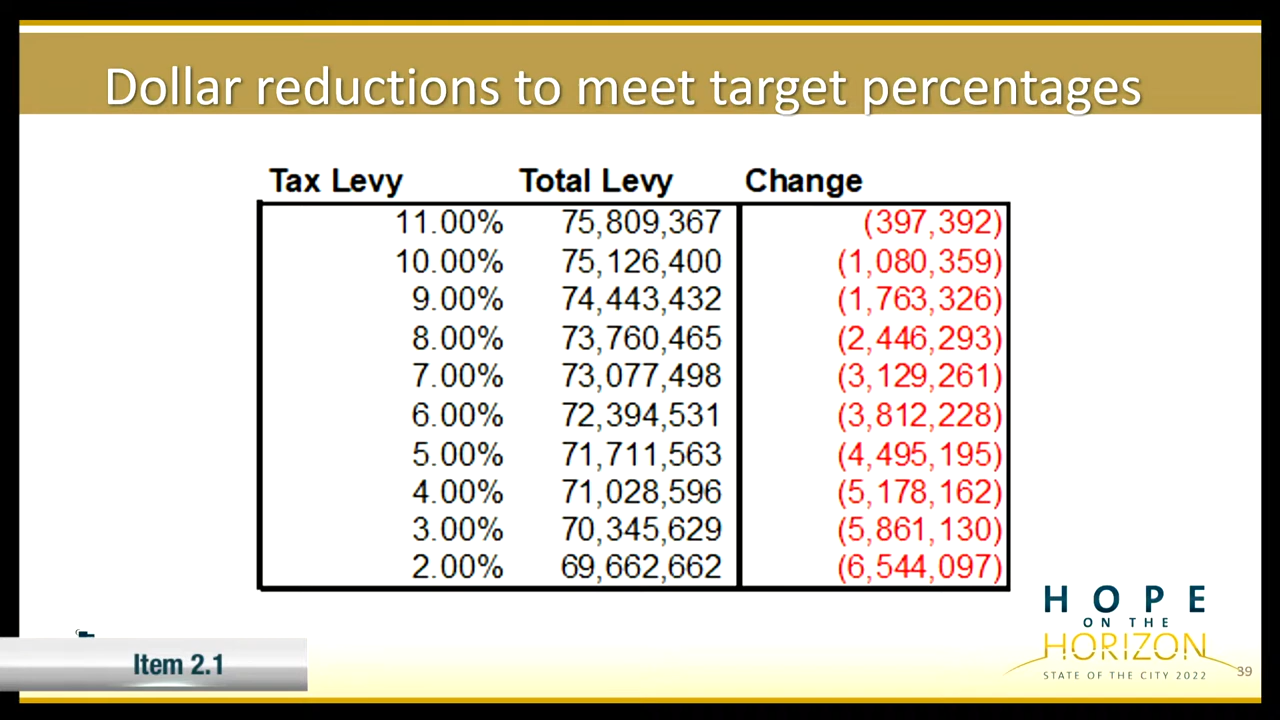 Dollar reductions to meet target percentages
Tax Levy Total Levy Change
11.00% 75,809,367 (397,392)
10.00% 75,126,400 (1,080,359)
9.00% 74,443,432 (1,763,326)
8.00% 73,760,465 (2,446,293)
7.00% 73,077,498 (3,129,261)
6.00% 72,394,531 (3,812,228)
5.00% 71,711,563 (4,495,195)
4.00% 71,028,596 (5,178,162)
3.00% 70,345,629 (5,861,130)
2.00% 69,662,662 (6,544,097)
HOPE
ON THE
HORIZON
STATE OF THE CITY 2022
39
Item 2.1